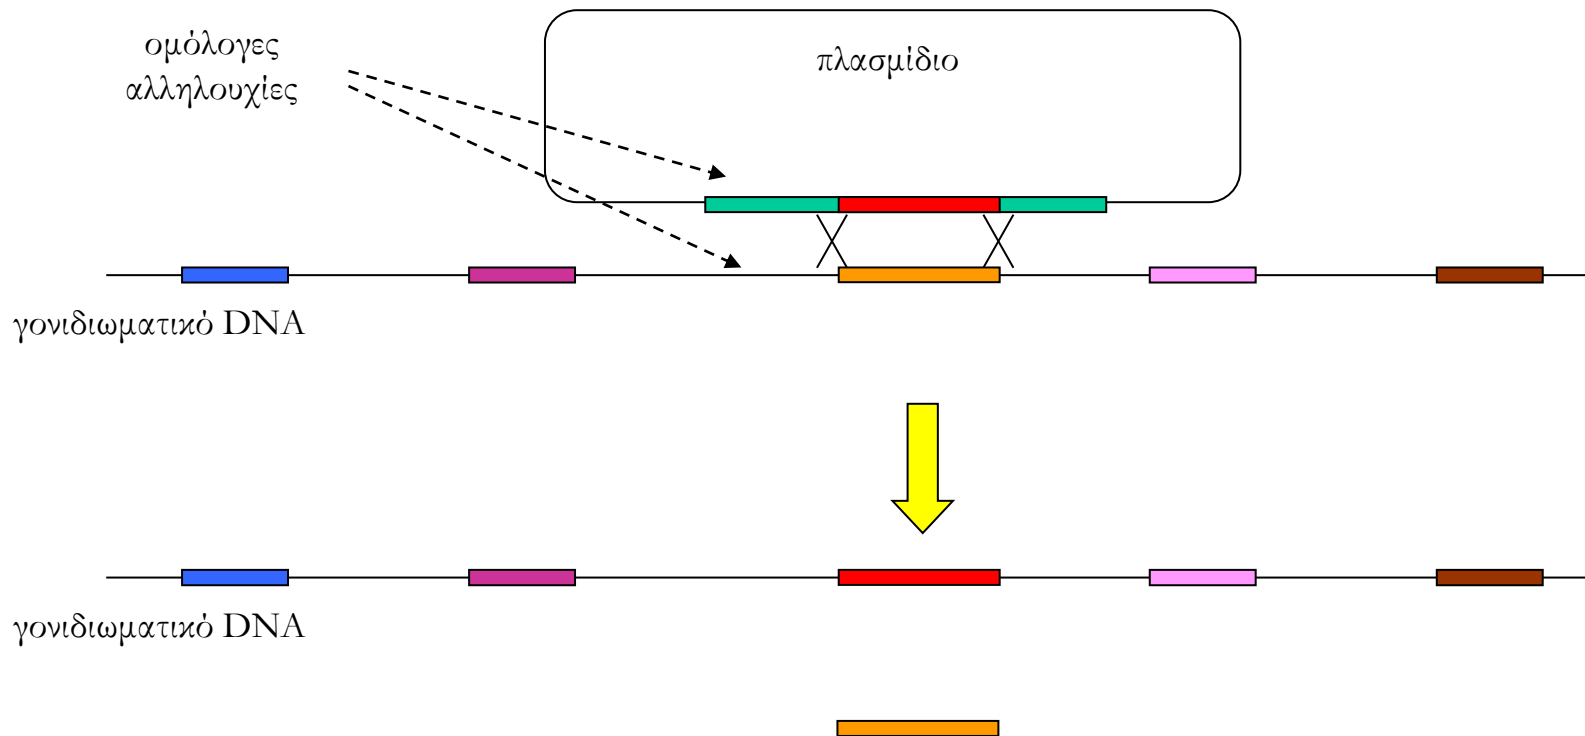 ομόλογες
αλληλουχίες
πλασμίδιο
γονιδιωματικό DNA
γονιδιωματικό DNA